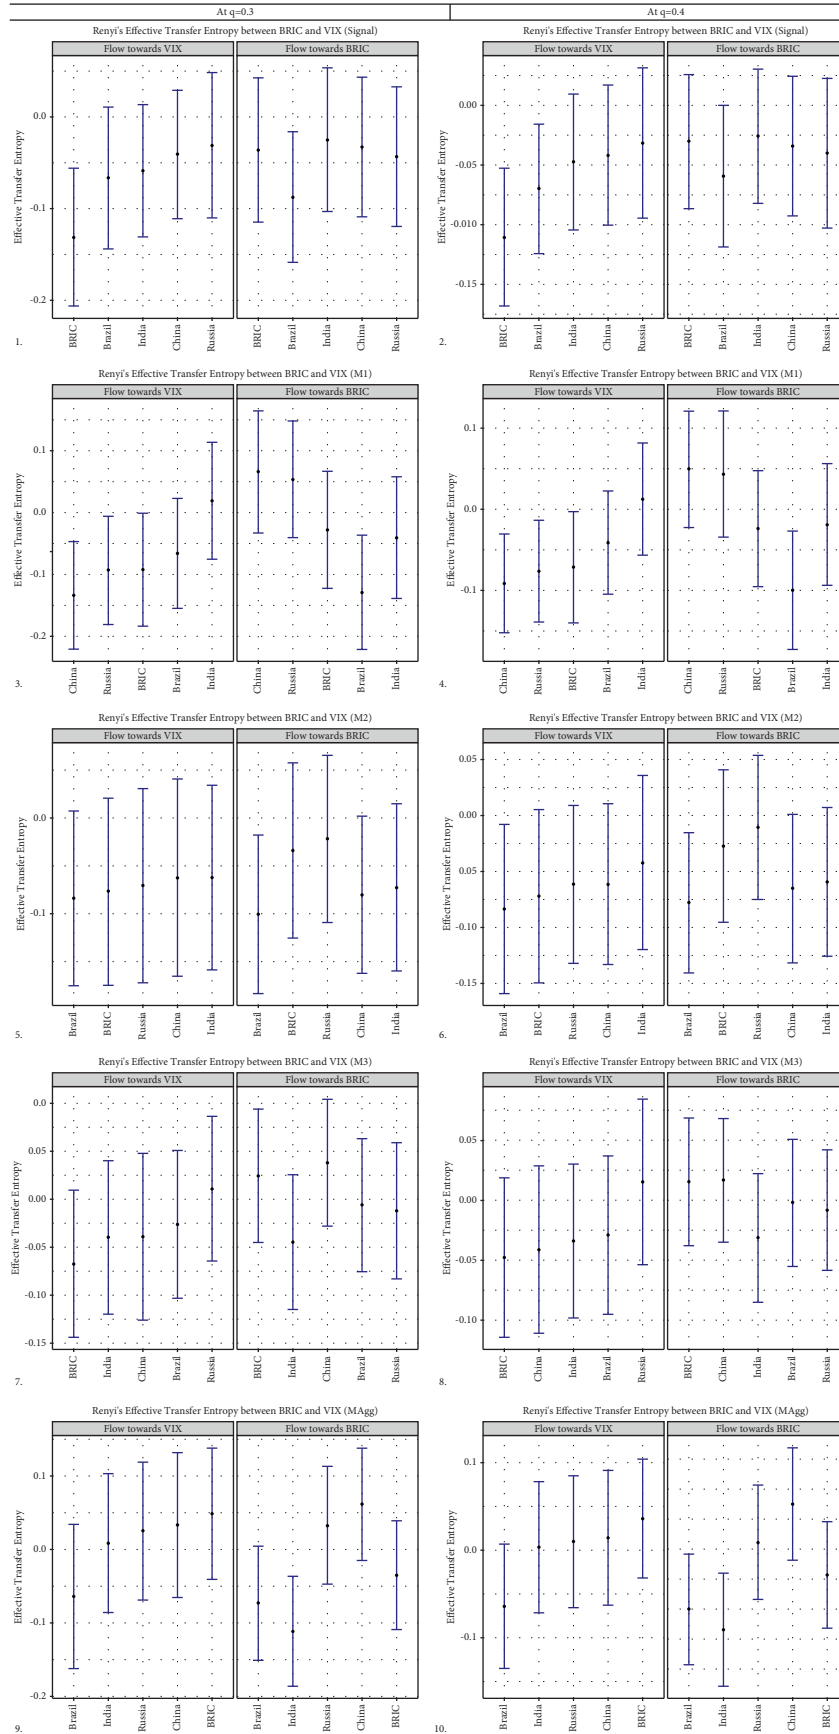 At q=0.3
At q=0.4
Renyi's Effective Transfer Entropy between BRIC and VIX (Signal)
Flow towards VIX
Flow towards BRIC
Effective Transfer Entropy
0.0
-0.1
-0.2
BRIC
Brazil
India
China
Russia
BRIC
Brazil
India
China
Russia
1.
Renyi's Effective Transfer Entropy between BRIC and VIX (Signal)
Flow towards VIX
Flow towards BRIC
Effective Transfer Entropy
0.00
-0.05
-0.010
-0.15
BRIC
Brazil
India
China
Russia
BRIC
Brazil
India
China
Russia
2.
Renyi's Effective Transfer Entropy between BRIC and VIX (M1)
Flow towards VIX
Flow towards BRIC
Effective Transfer Entropy
0.1
0.0
-0.1
-0.2
China
Russia
BRIC
Brazil
India
China
Russia
BRIC
Brazil
India
3.
Renyi's Effective Transfer Entropy between BRIC and VIX (M1)
Flow towards VIX
Flow towards BRIC
Effective Transfer Entropy
0.1
0.0
-0.1
China
Russia
BRIC
Brazil
India
China
Russia
BRIC
Brazil
India
4.
Renyi's Effective Transfer Entropy between BRIC and VIX (M2)
Flow towards VIX
Flow towards BRIC
Effective Transfer Entropy
0.0
-0.1
Brazil
BRIC
Russia
China
India
Brazil
BRIC
Russia
China
India
5.
Renyi's Effective Transfer Entropy between BRIC and VIX (M2)
Flow towards VIX
Flow towards BRIC
Effective Transfer Entropy
0.05
0.00
0.05
-0.10
-0.15
Brazil
BRIC
Russia
China
India
Brazil
BRIC
Russia
China
India
6.
Renyi's Effective Transfer Entropy between BRIC and VIX (M3)
Flow towards VIX
Flow towards BRIC
Effective Transfer Entropy
0.0
0.05
0.00
-0.05
-0.10
-0.15
BRIC
India
China
Brazil
Russia
BRIC
India
China
Brazil
Russia
7.
Renyi's Effective Transfer Entropy between BRIC and VIX (M3)
Flow towards VIX
Flow towards BRIC
Effective Transfer Entropy
0.05
0.00
-0.05
-0.10
BRIC
China
India
Brazil
Russia
BRIC
China
India
Brazil
Russia
8.
Renyi's Effective Transfer Entropy between BRIC and VIX (MAgg)
Flow towards VIX
Flow towards BRIC
Effective Transfer Entropy
0.1
0.0
-0.1
-0.2
Brazil
India
Russia
China
BRIC
Brazil
India
Russia
China
BRIC
9.
Renyi's Effective Transfer Entropy between BRIC and VIX (MAgg)
Flow towards VIX
Flow towards BRIC
Effective Transfer Entropy
0.1
0.0
-0.1
Brazil
India
Russia
China
BRIC
Brazil
India
Russia
China
BRIC
10.